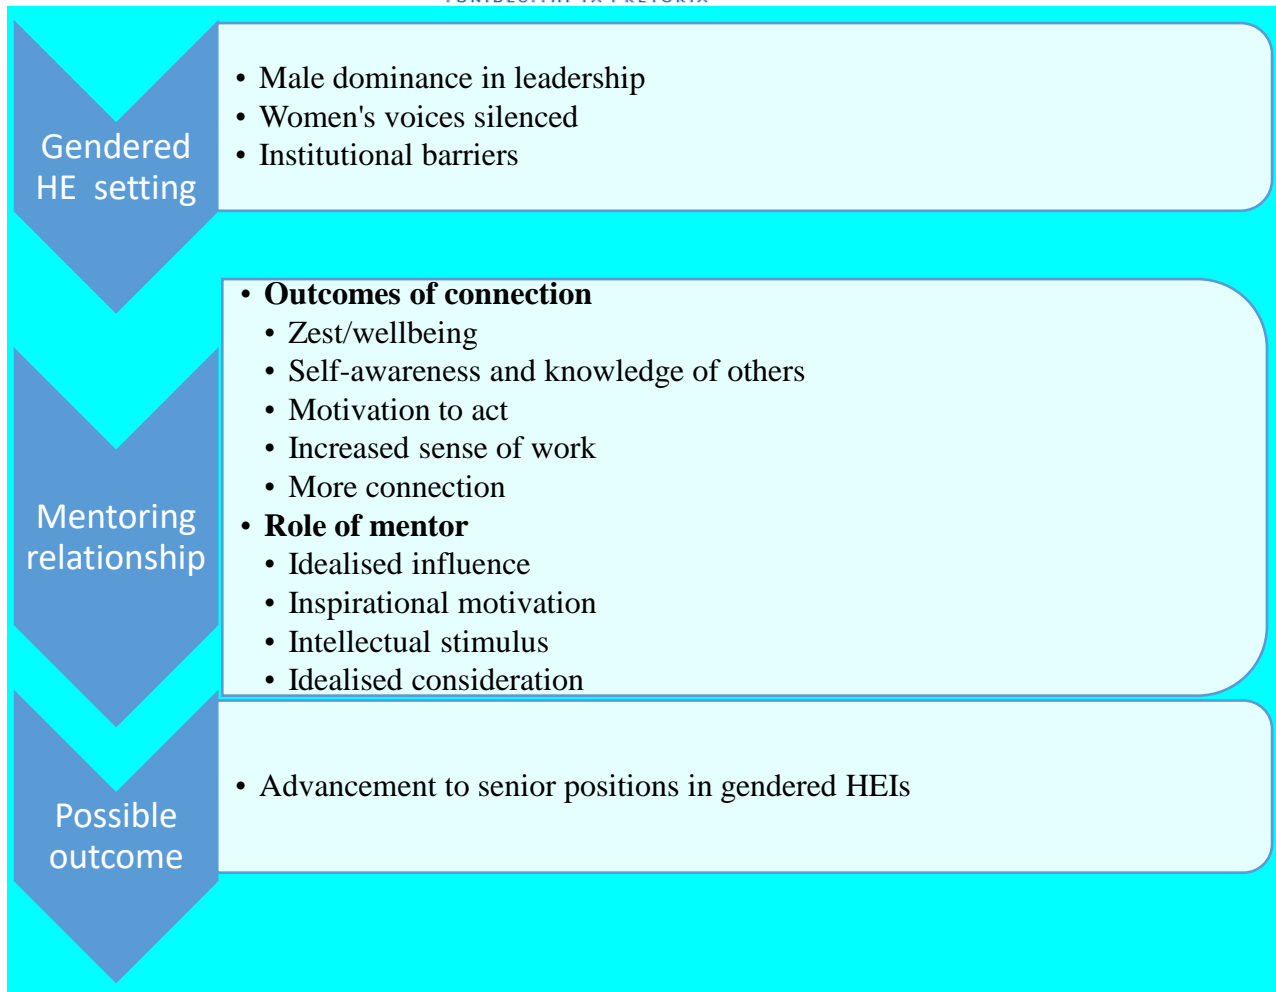 Gendered
HE setting
• Male dominance in leadership
• Women's voices silenced
• Institutional barriers
Mentoring
relationship
• Outcomes of connection
• Zest/wellbeing
• Self-awareness and knowledge of others
• Motivation to act
• Increased sense of work
• More connection
• Role of mentor
• Idealised influence
• Inspirational motivation
• Intellectual stimulus
• Idealised consideration
Possible
outcome
• Advancement to senior positions in gendered HEIs